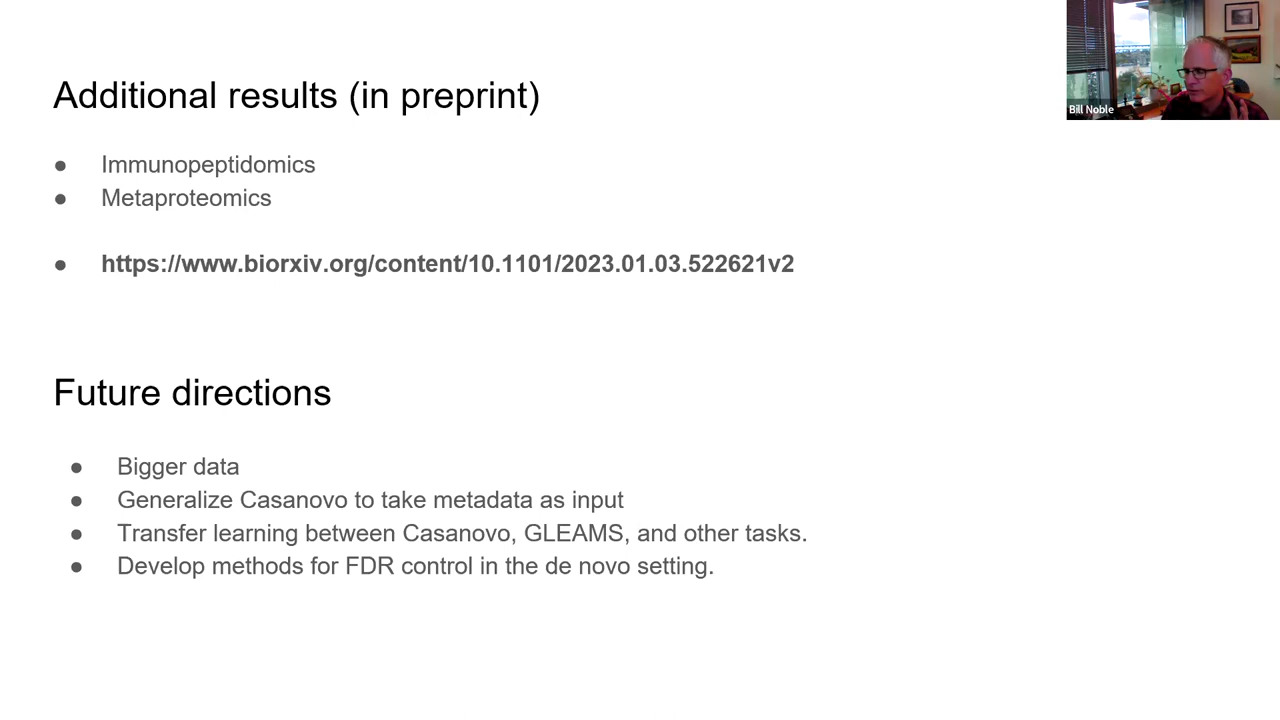 Additional results (in preprint)
● Immunopeptidomics
● Metaproteomics
● https://www.biorxiv.org/content/10.1101/2023.01.03.522621v2
Future directions
● Bigger data
● Generalize Casanovo to take metadata as input
● Transfer learning between Casanovo, GLEAMS, and other tasks.
● Develop methods for FDR control in the de novo setting.
Bill Noble